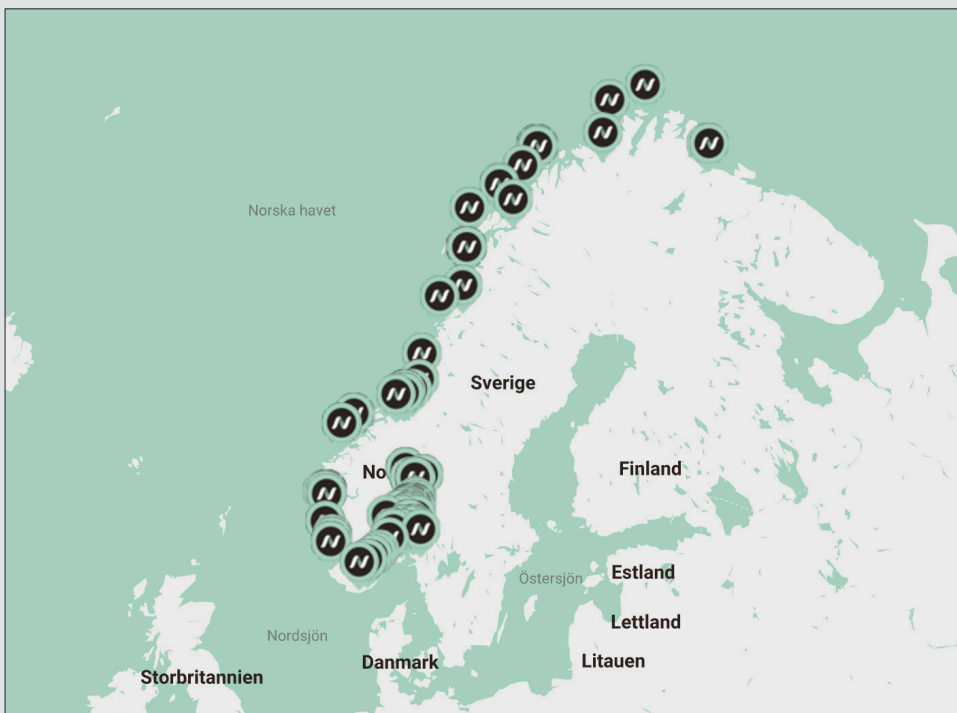 Norska havet
Sverige
No
Finland
Östersjön
Estland
Lettland
Nordsjön
Danmark
Litauen
Storbritannien